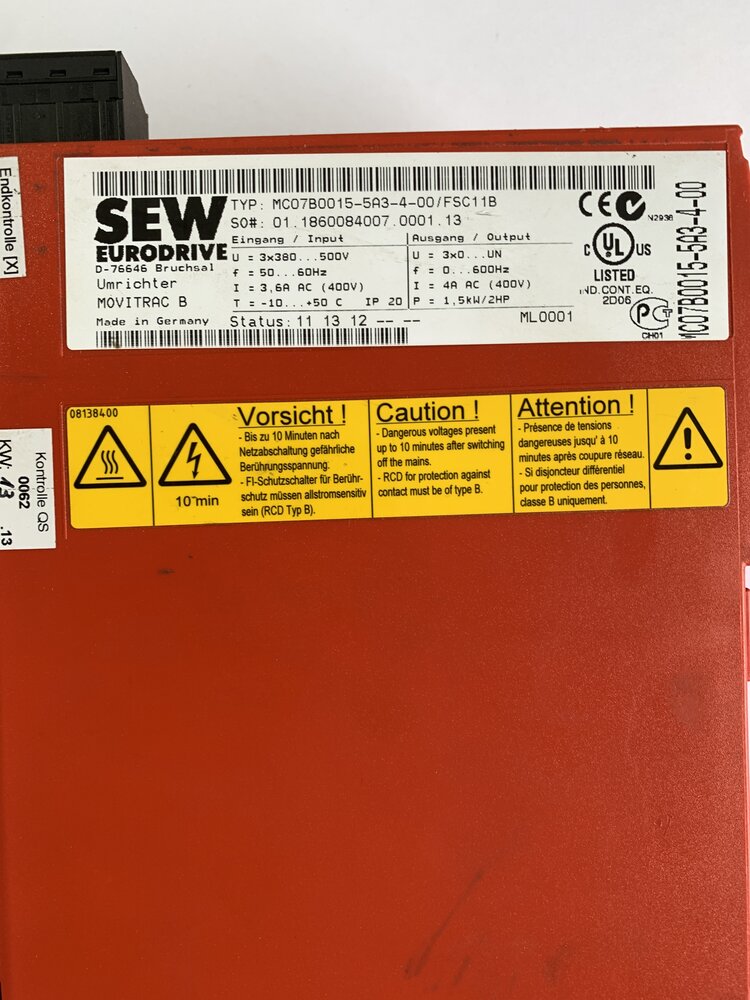 Endkontrolle [X]
SEW
EURODRIVE
D-76646 Bruchsal
Umrichter
MOVITRAC B
Made in Germany
TYP: MC07B0015-5A3-4-00/FSC11B
SO#: 01.1860084007.0001.13
Eingang / Input
U = 3x380...500V
f = 50...60Hz
I = 3,6A AC (400V)
T = -10...+50 C IP 20
Ausgang / Output
U = 3x0...UN
f = 0...600Hz
I = 4A AC (400V)
P = 1,5kW/2HP
Status: 11 13 12 -- --
ML0001
CE
N2936
C UL US
LISTED
IND.CONT.EQ.
2D06
PCT
CH01
MC07B0015-5A3-4-00
08138400
10 min
Vorsicht !
- Bis zu 10 Minuten nach
Netzabschaltung gefährliche
Berührungsspannung:
- FI-Schutzschalter für Berühr-
schutz müssen allstromsensitiv
sein (RCD Typ B).
Caution !
- Dangerous voltages present
up to 10 minutes after switching
off the mains.
- RCD for protection against
contact must be of type B.
Attention !
- Présence de tensions
dangereuses jusqu' à 10
minutes après coupure réseau.
- Si disjoncteur différentiel
pour protection des personnes,
classe B uniquement.
Kontrolle QS
0062
KW: 13 .13